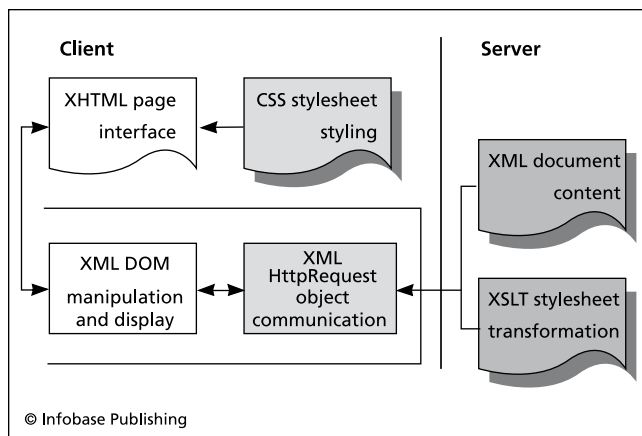 Client
Server
XHTML page
interface
CSS stylesheet
styling
XML document
content
XML DOM
manipulation
and display
XML
HttpRequest
object
communication
XSLT stylesheet
transformation
© Infobase Publishing